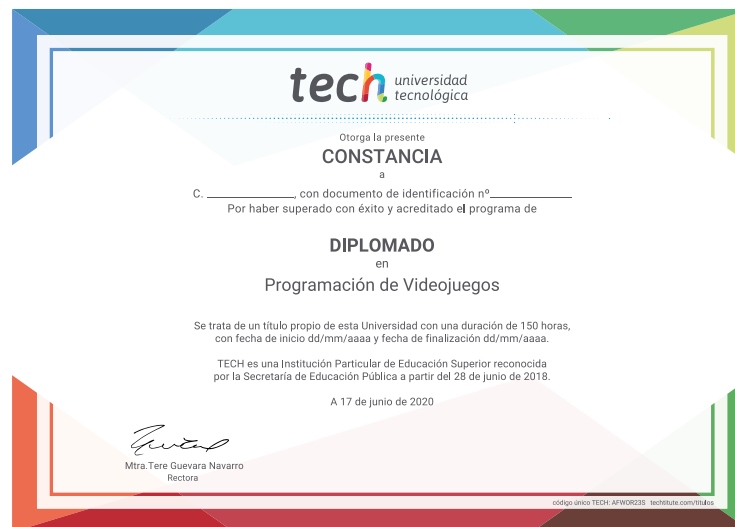 tech universidad
tecnológica
Otorga la presente
CONSTANCIA
a
C. ______________, con documento de identificación nº______________
Por haber superado con éxito y acreditado el programa de
DIPLOMADO
en
Programación de Videojuegos
Se trata de un título propio de esta Universidad con una duración de 150 horas,
con fecha de inicio dd/mm/aaaa y fecha de finalización dd/mm/aaaa.
TECH es una Institución Particular de Educación Superior reconocida
por la Secretaría de Educación Pública a partir del 28 de junio de 2018.
A 17 de junio de 2020
Mtra.Tere Guevara Navarro
Rectora
código único TECH: AFWOR235 techtitute.com/titulos